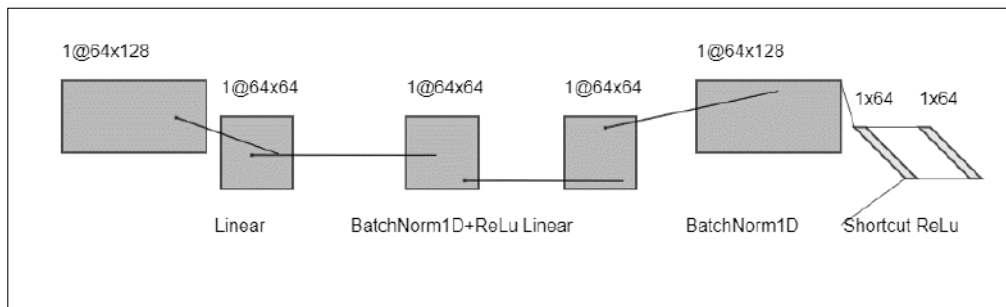 1@64x128
1@64x64
1@64x64
1@64x64
1@64x128
1x64
1x64
Linear
BatchNorm1D+ReLu Linear
BatchNorm1D
Shortcut ReLu